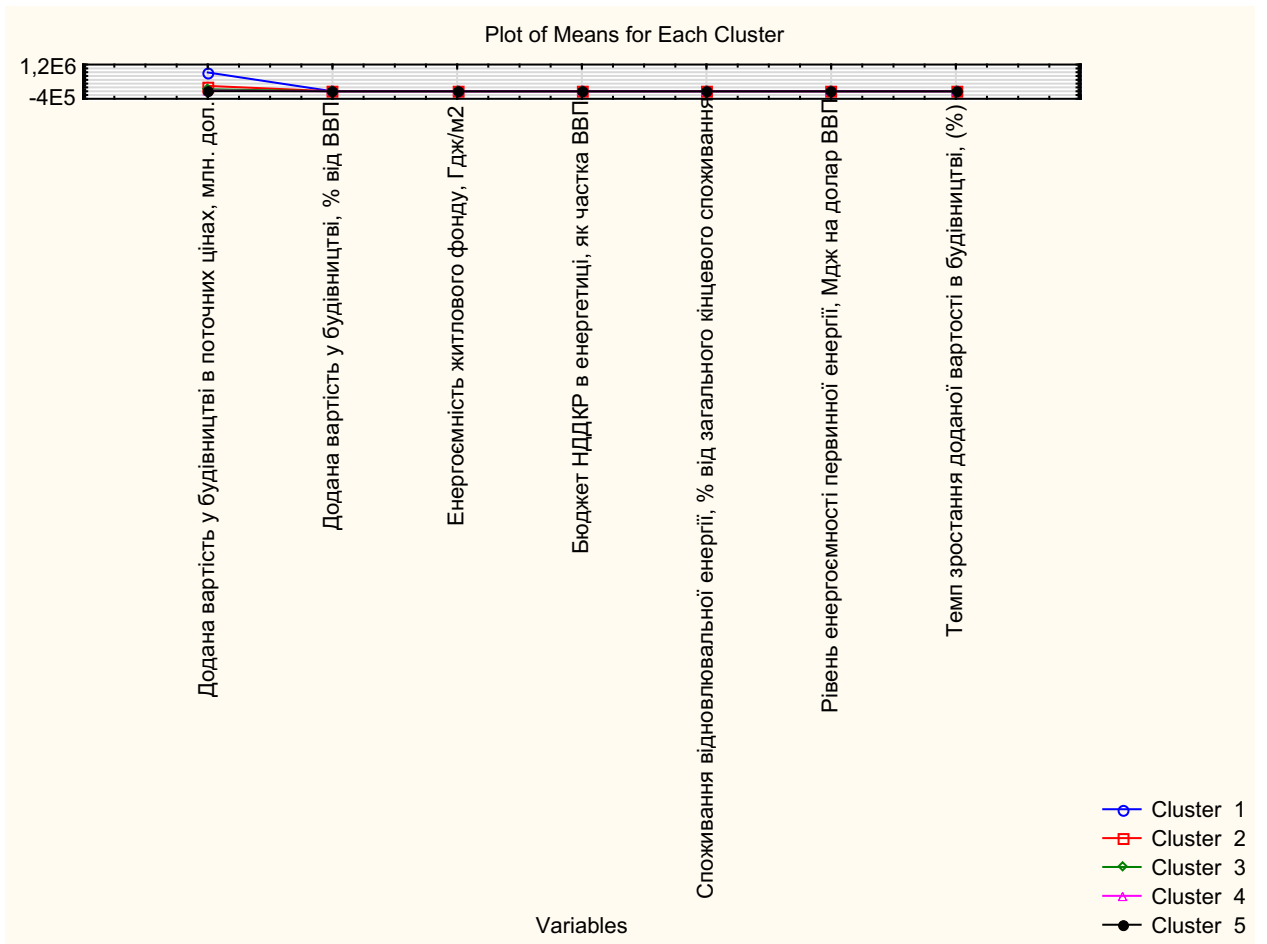 Plot of Means for Each Cluster
1,2E6
-4E5
Додана вартість у будівництві в поточних цінах, млн. дол.
Додана вартість у будівництві, % від ВВП
Енергоємність житлового фонду, Гдж/м2
Бюджет НДДКР в енергетиці, як частка ВВП
Споживання відновлювальної енергії, % від загального кінцевого споживання
Рівень енергоємності первинної енергії, Мдж на долар ВВП
Темп зростання доданої вартості в будівництві, (%)
Variables
Cluster 1
Cluster 2
Cluster 3
Cluster 4
Cluster 5